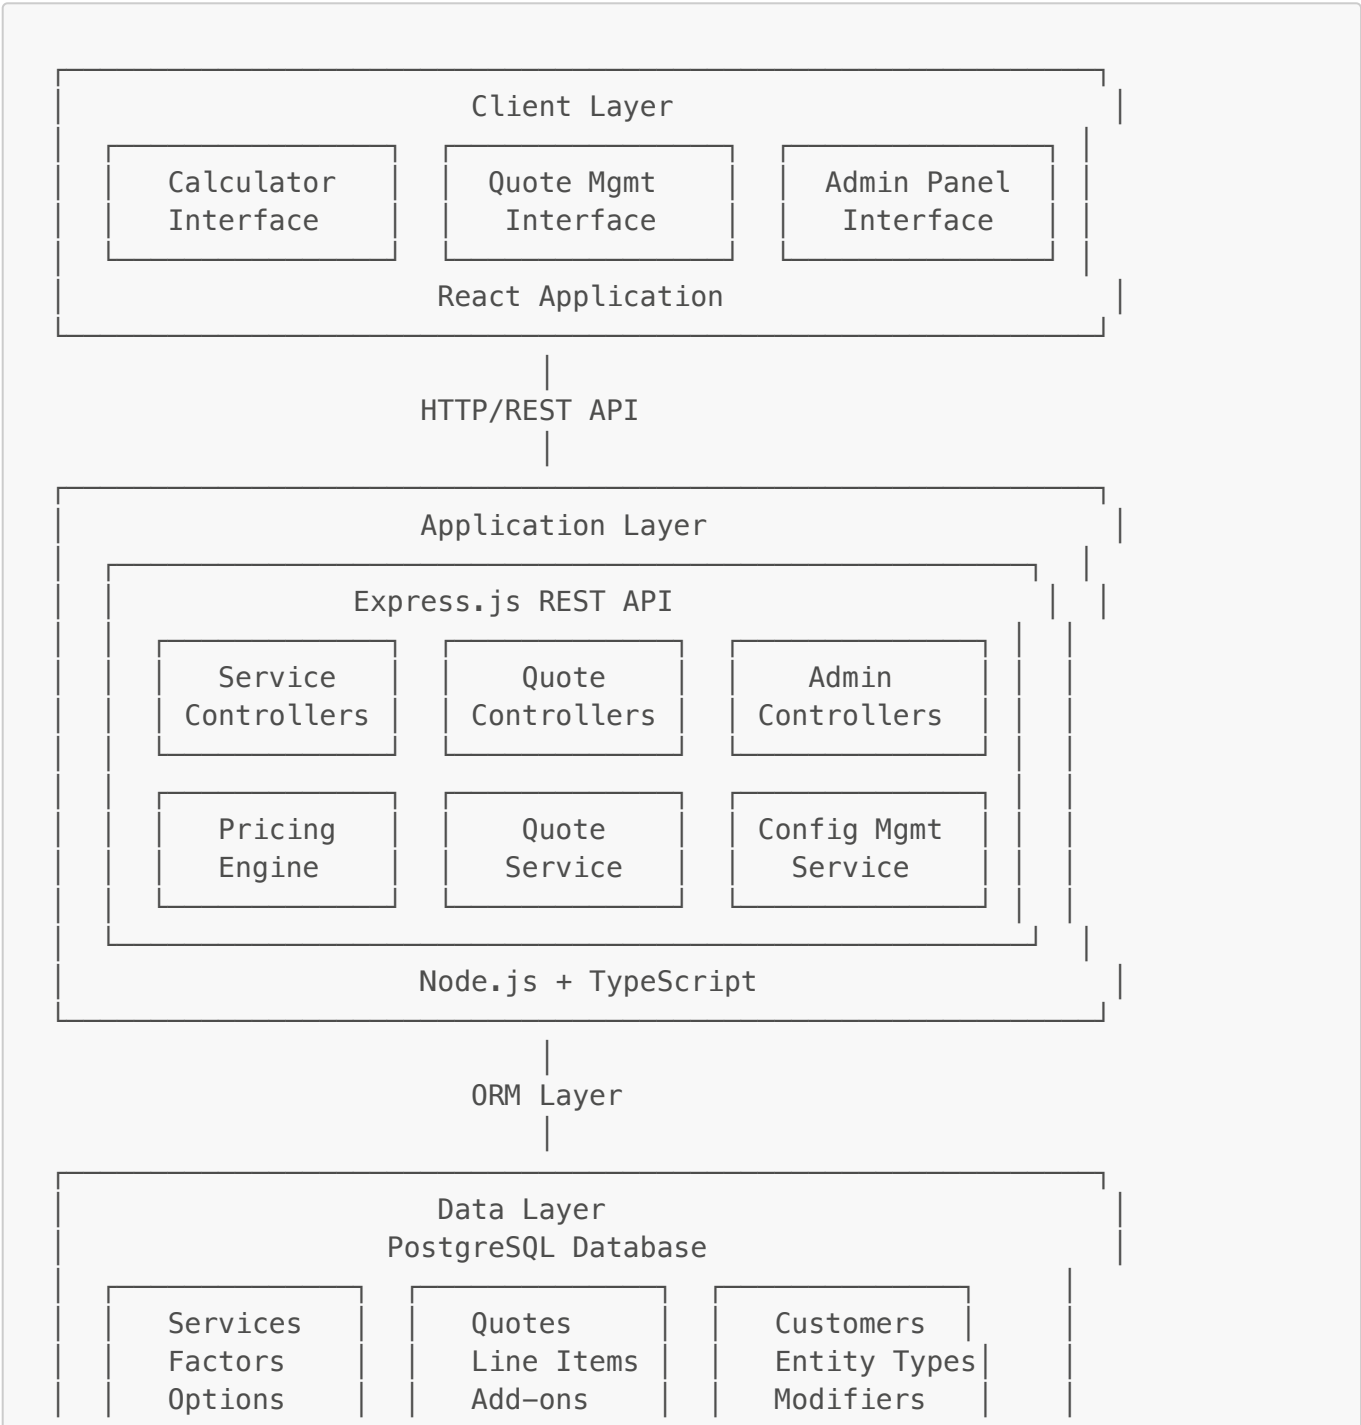 Client Layer
Calculator Quote Mgmt Admin Panel
Interface Interface Interface
React Application
HTTP/REST API
Application Layer
Express.js REST API
Service Quote Admin
Controllers Controllers Controllers
Pricing Quote Config Mgmt
Engine Service Service
Node.js + TypeScript
ORM Layer
Data Layer
PostgreSQL Database
Services Quotes Customers
Factors Line Items Entity Types
Options Add-ons Modifiers